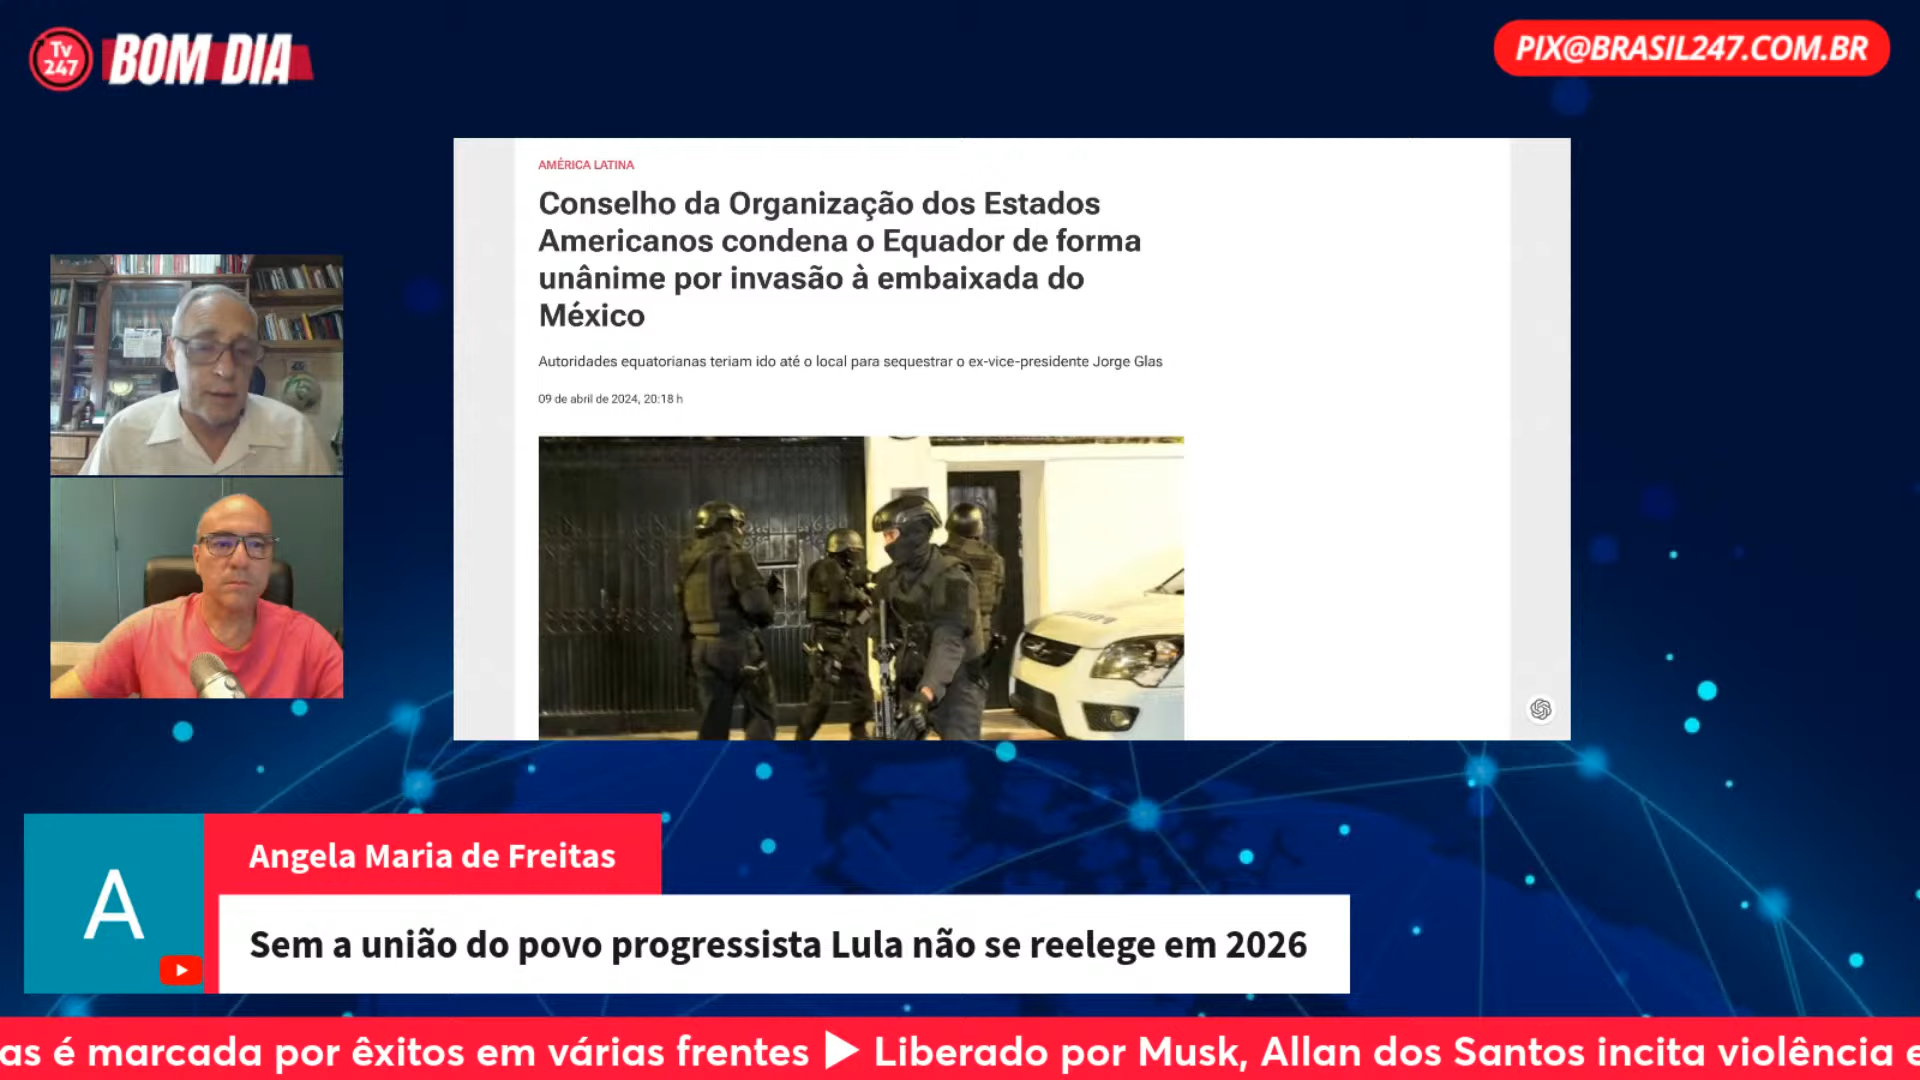 Tv
247
BOM DIA
PIX@BRASIL247.COM.BR
AMÉRICA LATINA
Conselho da Organização dos Estados
Americanos condena o Equador de forma
unânime por invasão à embaixada do
México
Autoridades equatorianas teriam ido até o local para sequestrar o ex-vice-presidente Jorge Glas
09 de abril de 2024, 20:18 h
A
Angela Maria de Freitas
Sem a união do povo progressista Lula não se reelege em 2026
as é marcada por êxitos em várias frentes ▶ Liberado por Musk, Allan dos Santos incita violência e